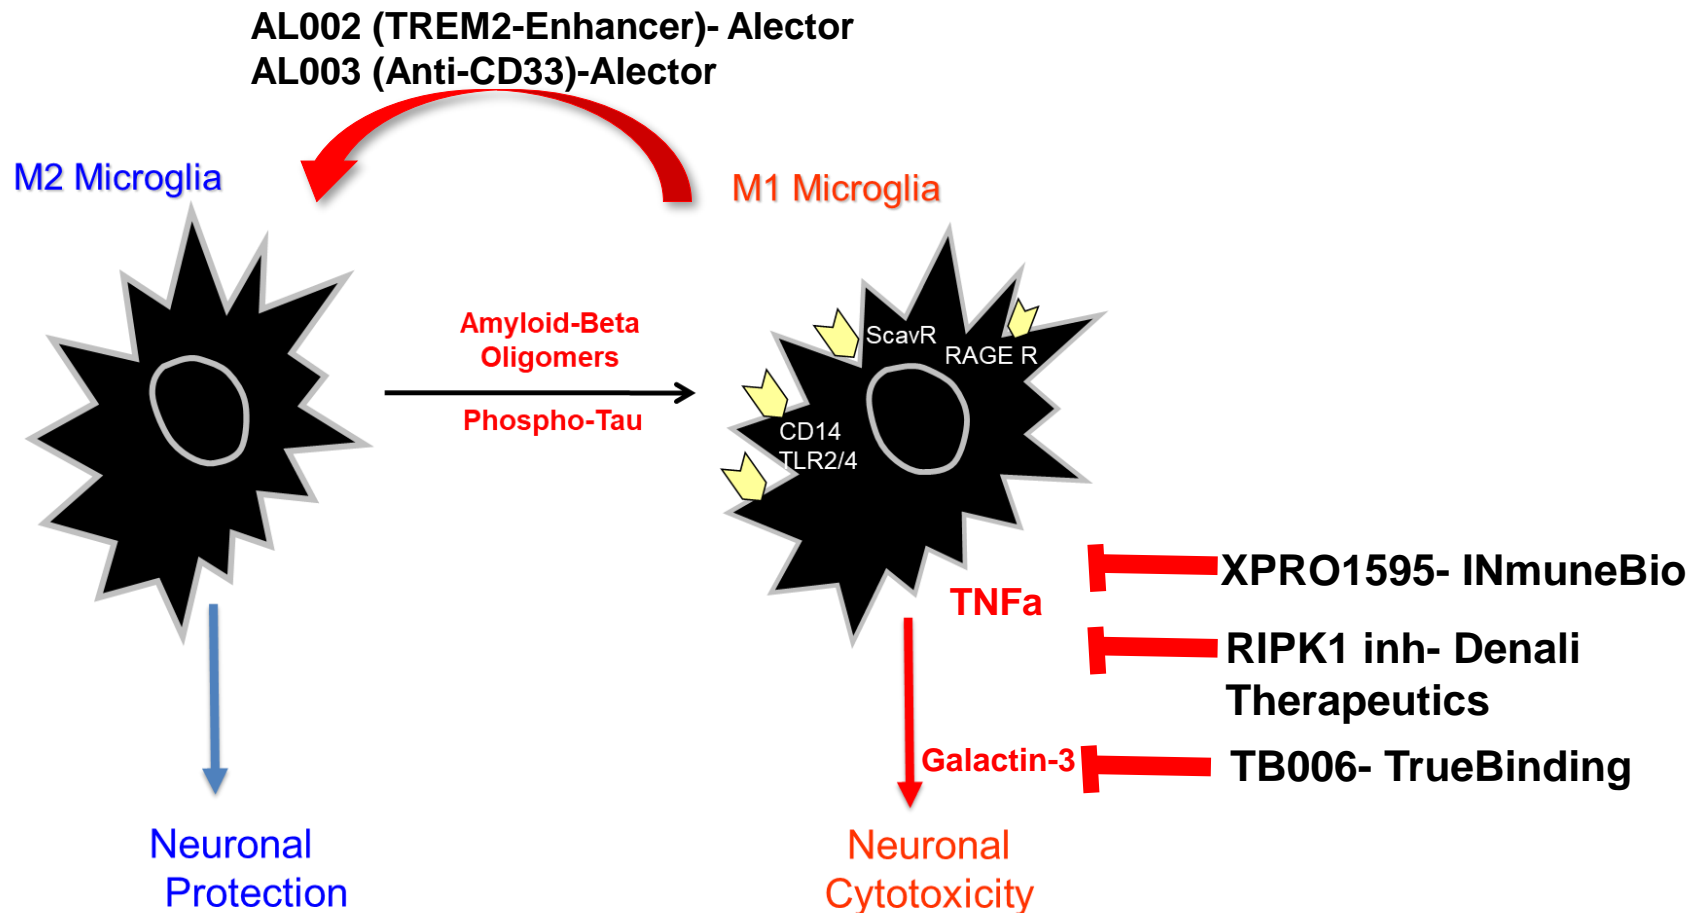 AL002 (TREM2-Enhancer)- Alector
AL003 (Anti-CD33)-Alector
M2 Microglia
M1 Microglia
Amyloid-Beta
Oligomers
Phospho-Tau
ScavR
RAGE R
CD14
TLR2/4
TNFa
XPRO1595- INmuneBio
RIPK1 inh- Denali
Therapeutics
Galactin-3
TB006- TrueBinding
Neuronal
Protection
Neuronal
Cytotoxicity